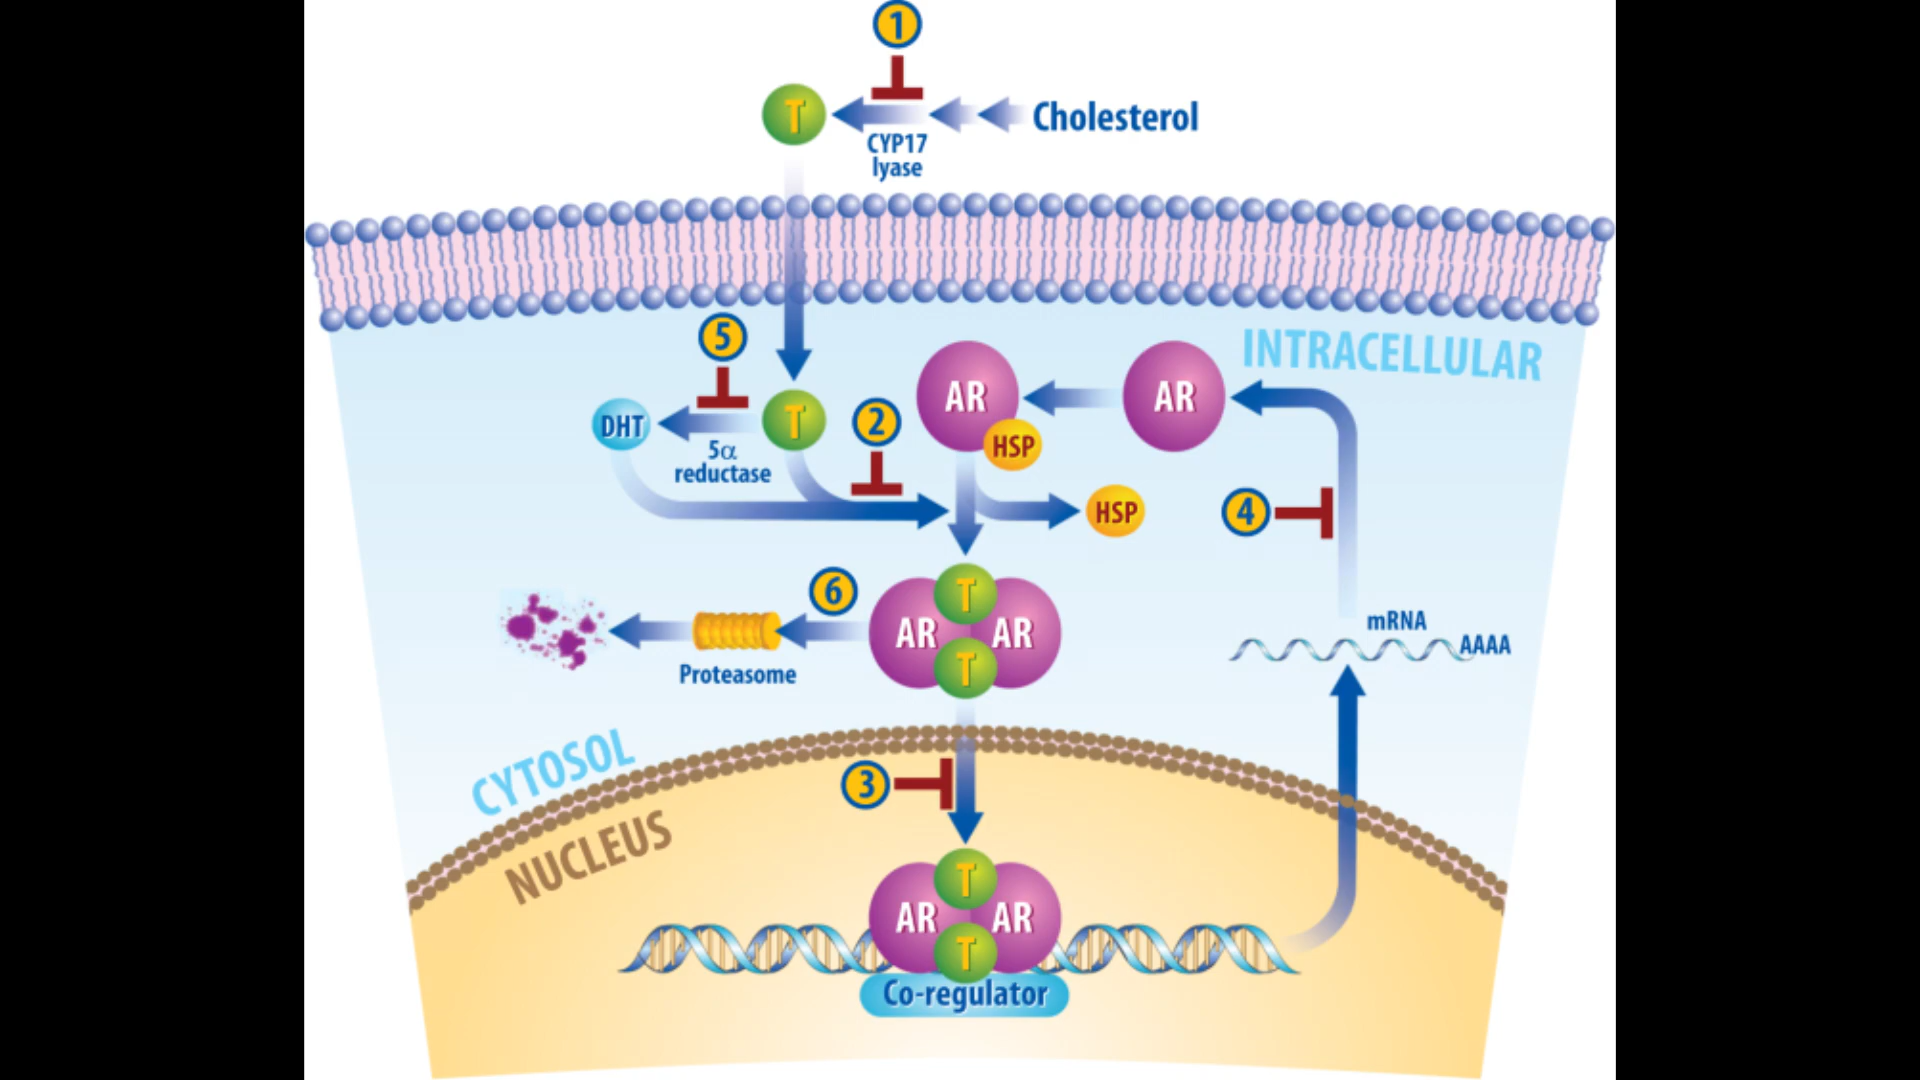 1
T
Cholesterol
CYP17
lyase
INTRACELLULAR
5
DHT
T
5α
reductase
2
AR
HSP
AR
HSP
4
6
AR
T
T
AR
Proteasome
mRNA
AAAA
CYTOSOL
NUCLEUS
3
AR
T
T
AR
Co-regulator